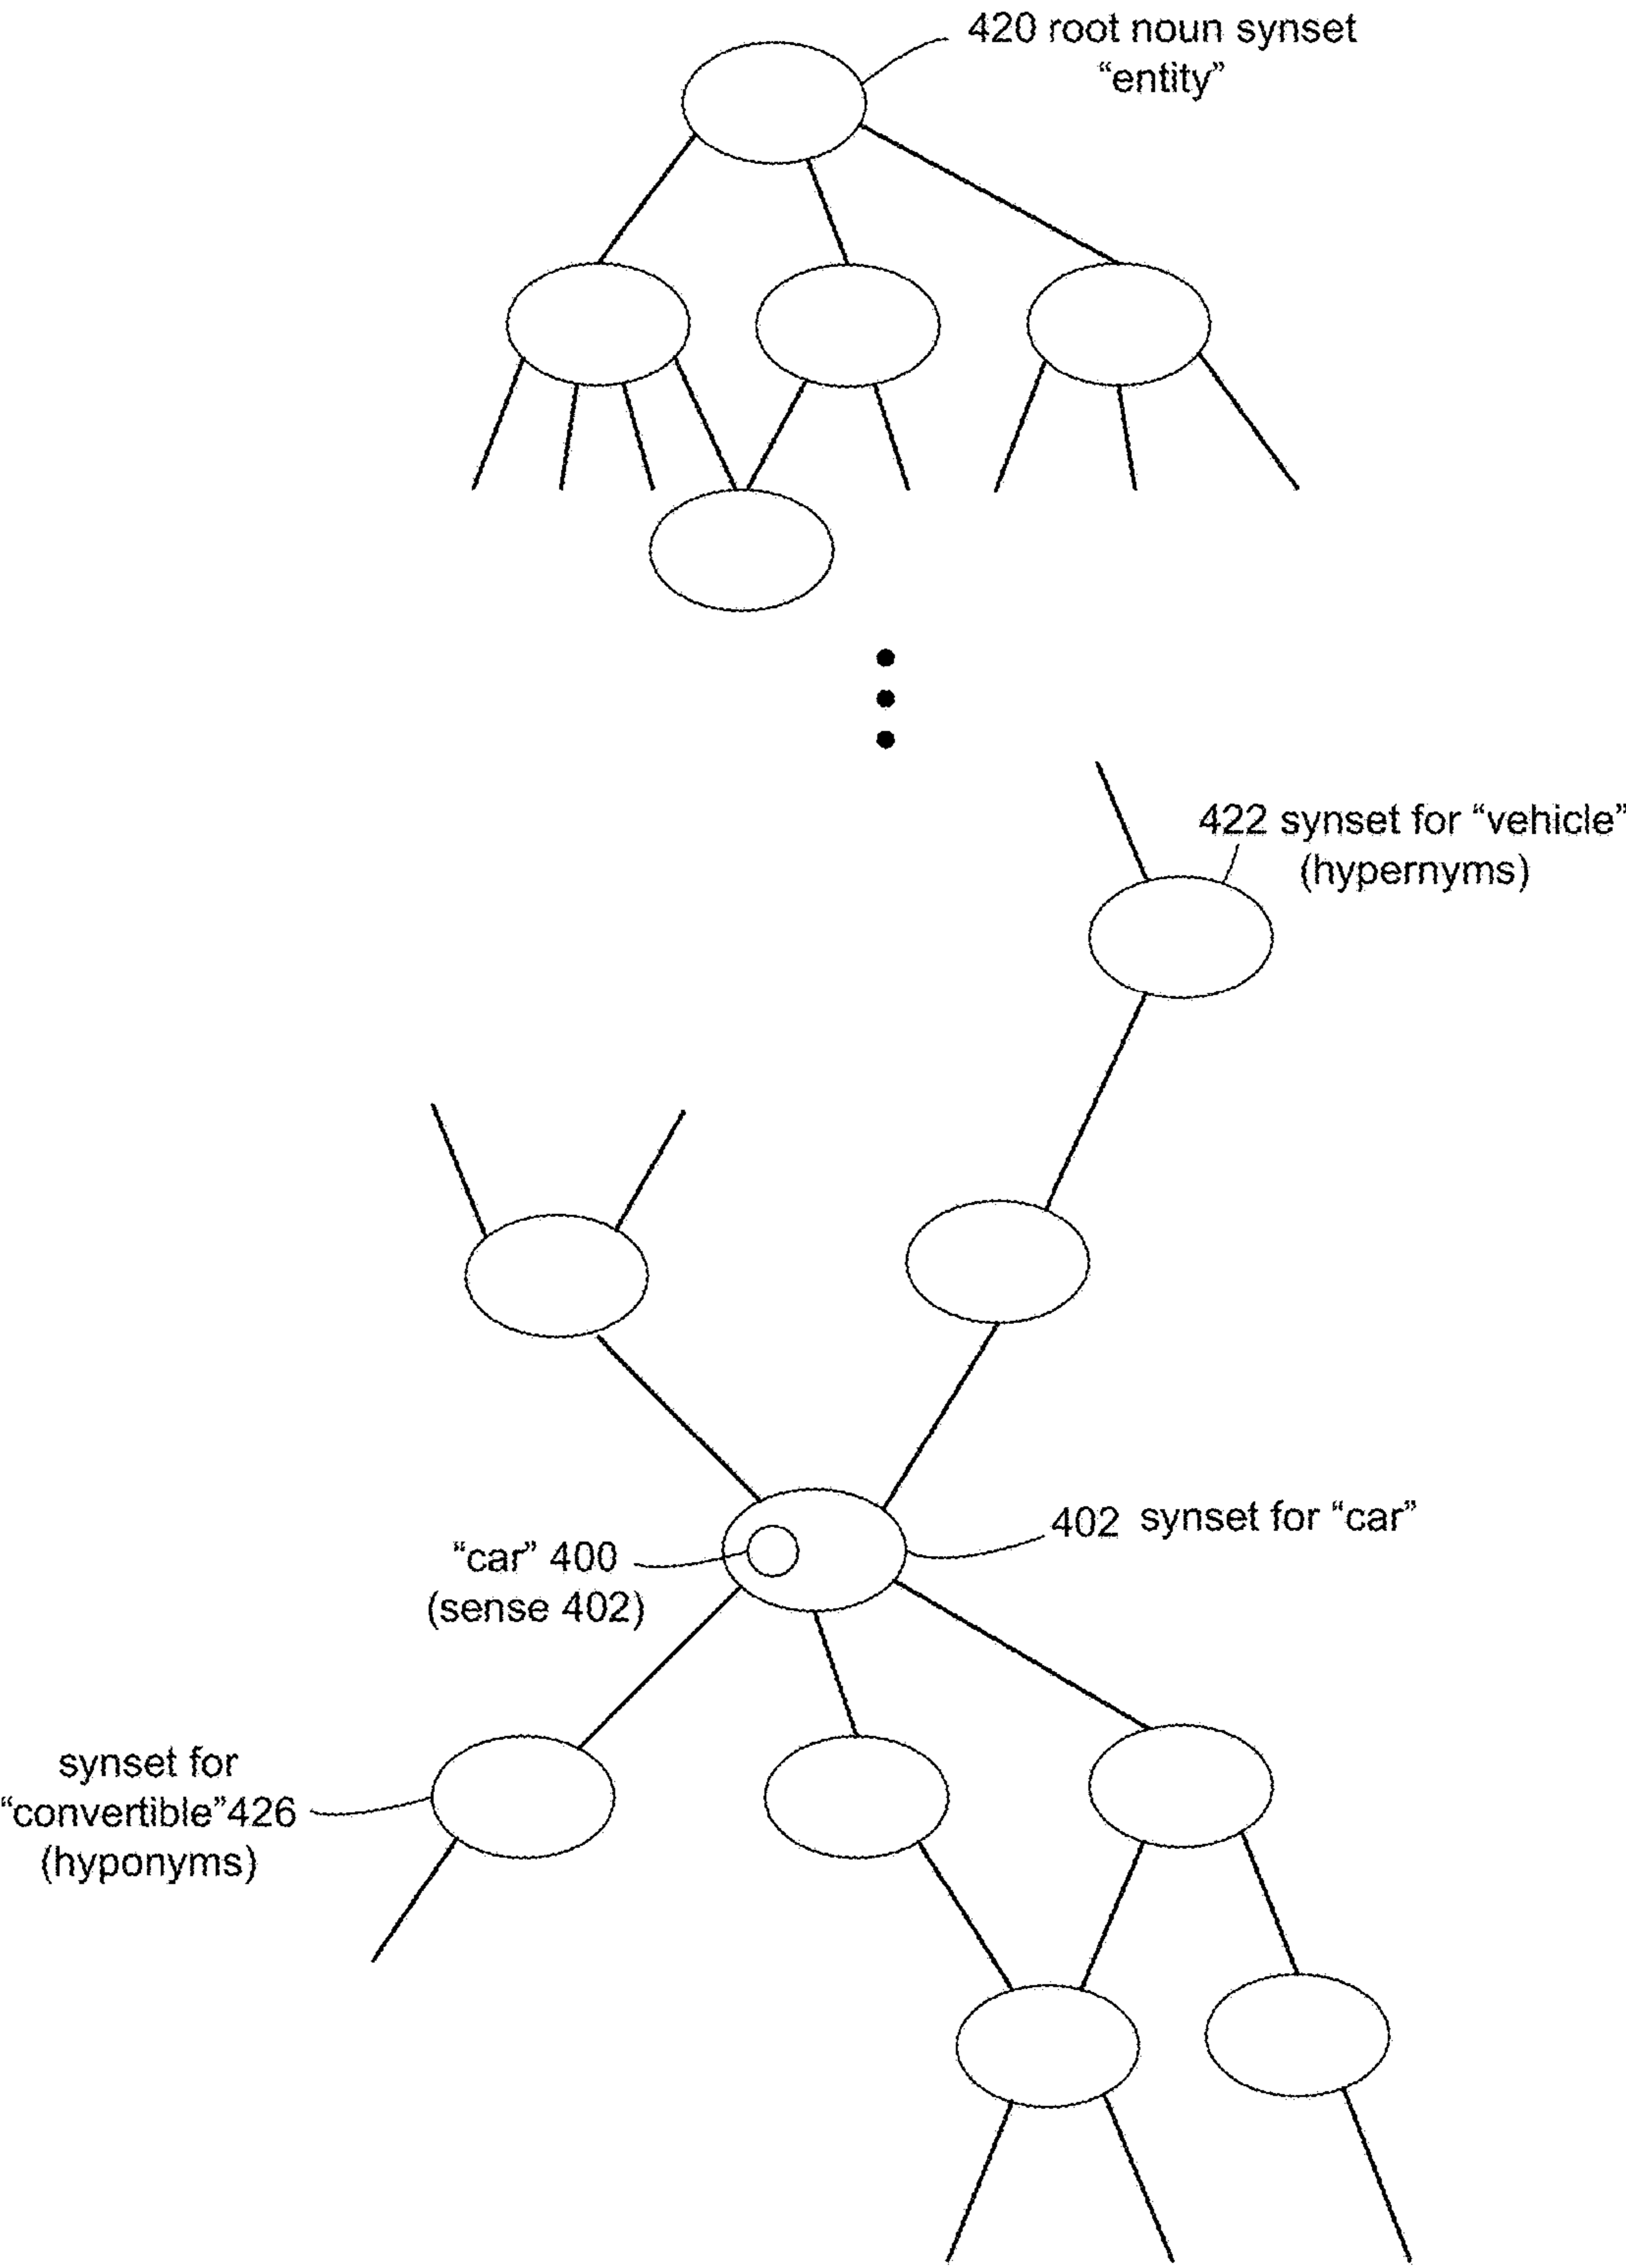 420 root noun synset
“entity”
422 synset for “vehicle”
(hypernyms)
402 synset for “car”
“car” 400
(sense 402)
synset for
“convertible”426
(hyponyms)